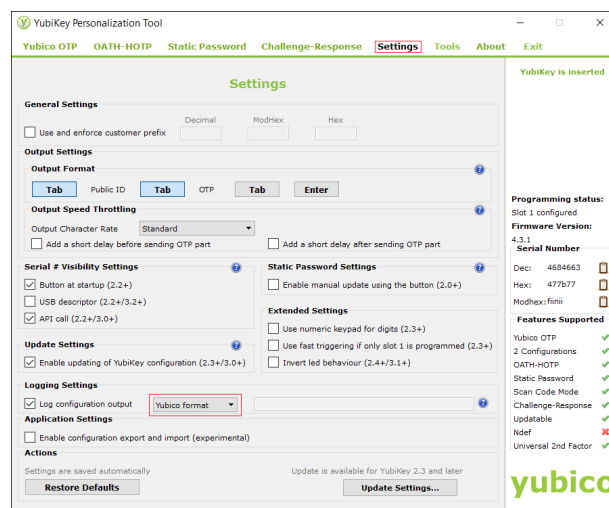 YubiKey Personalization Tool
Yubico OTP OATH-HOTP Static Password Challenge-Response Settings Tools About Exit
Settings
General Settings
Decimal ModHex Hex
Use and enforce customer prefix
Output Settings
Output Format
Tab Public ID Tab OTP Tab Enter
Output Speed Throttling
Output Character Rate Standard
Add a short delay before sending OTP part Add a short delay after sending OTP part
Serial # Visibility Settings
Button at startup (2.2+)
USB descriptor (2.2+/3.2+)
API call (2.2+/3.0+)
Static Password Settings
Enable manual update using the button (2.0+)
Update Settings
Enable updating of YubiKey configuration (2.3+/3.0+)
Extended Settings
Use numeric keypad for digits (2.3+)
Use fast triggering if only slot 1 is programmed (2.3+)
Invert led behaviour (2.4+/3.1+)
Logging Settings
Log configuration output Yubico format
Application Settings
Enable configuration export and import (experimental)
Actions
Settings are saved automatically Update is available for YubiKey 2.3 and later
Restore Defaults Update Settings...
YubiKey is inserted
Programming status:
Slot 1 configured
Firmware Version:
4.3.1
Serial Number
Dec: 4684663
Hex: 477b77
Modhex: fiinii
Features Supported
Yubico OTP
2 Configurations
OATH-HOTP
Static Password
Scan Code Mode
Challenge-Response
Updatable
Ndef
Universal 2nd Factor
yubico